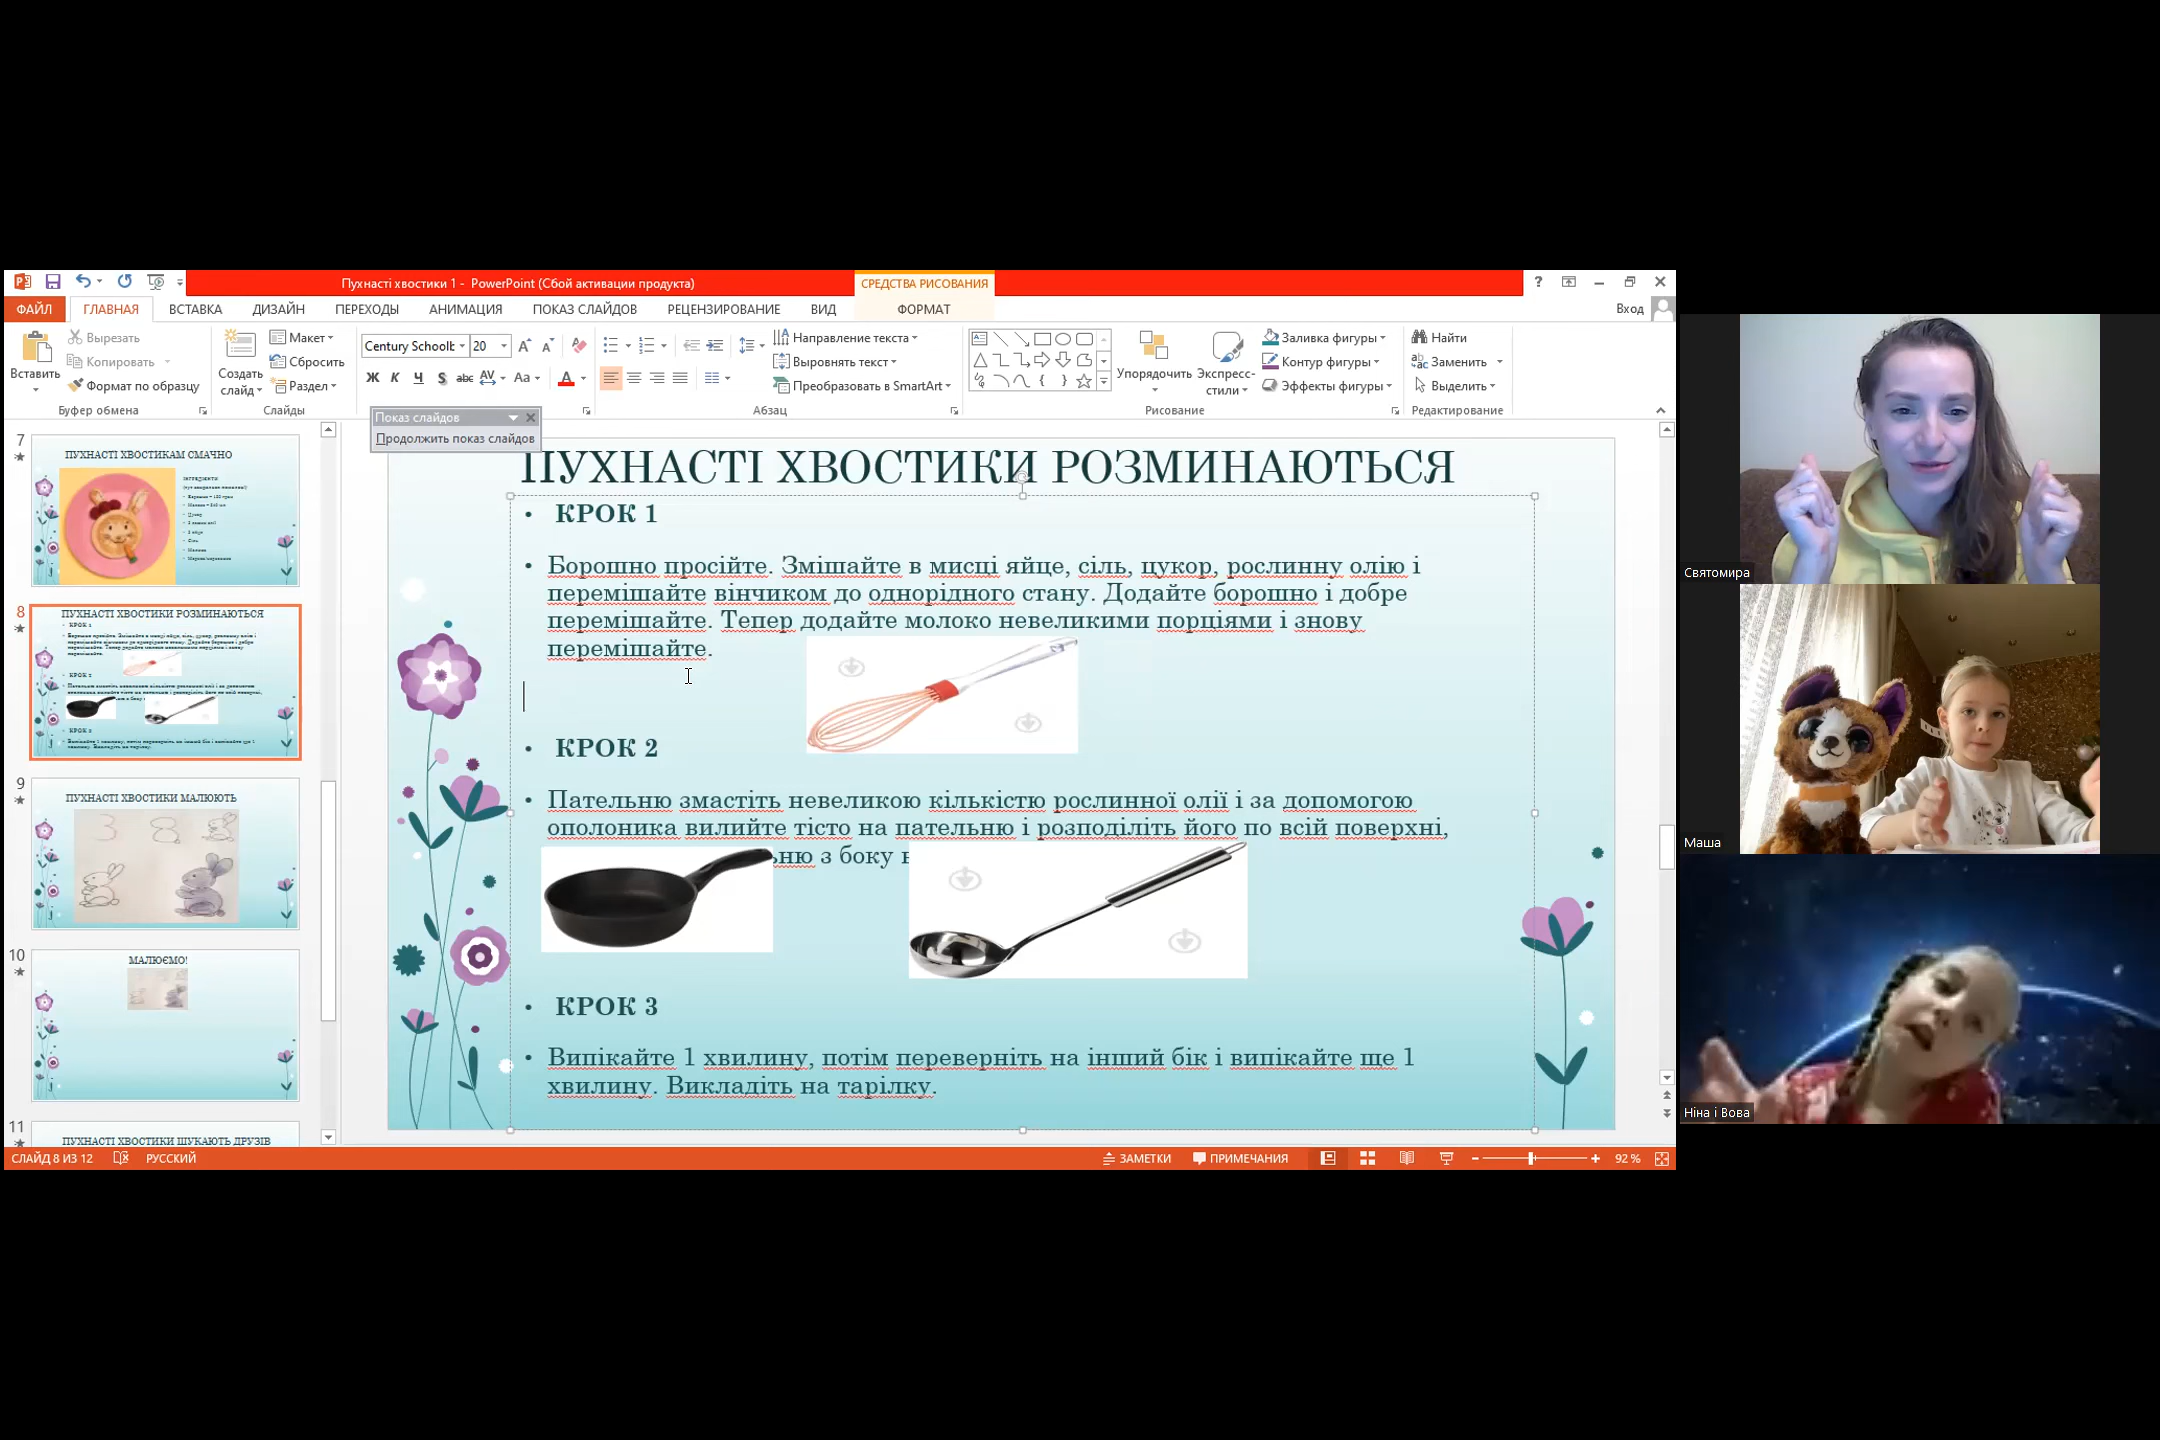 Пухнасті хвостики 1 - PowerPoint (Сбой активации продукта)
СРЕДСТВА РИСОВАНИЯ
ФАЙЛ ГЛАВНАЯ ВСТАВКА ДИЗАЙН ПЕРЕХОДЫ АНИМАЦИЯ ПОКАЗ СЛАЙДОВ РЕЦЕНЗИРОВАНИЕ ВИД ФОРМАТ Вход
Вставить
Вырезать
Копировать
Формат по образцу
Буфер обмена
Создать слайд
Макет
Сбросить
Раздел
Слайды
Century Schoolb 20
Ж К Ч S abc AV Aa A
Направление текста
Выровнять текст
Преобразовать в SmartArt
Абзац
Упорядочить
Экспресс-стили
Заливка фигуры
Контур фигуры
Эффекты фигуры
Рисование
Найти
Заменить
Выделить
Редактирование
Показ слайдов
Продолжить показ слайдов
7
ПУХНАСТІ ХВОСТИКАМ СМАЧНО
8
ПУХНАСТІ ХВОСТИКИ РОЗМИНАЮТЬСЯ
9
ПУХНАСТІ ХВОСТИКИ МАЛЮЮТЬ
10
МАЛЮЄМО!
11
ПУХНАСТІ ХВОСТИКИ ШУКАЮТЬ ДРУЗІВ
ПУХНАСТІ ХВОСТИКИ РОЗМИНАЮТЬСЯ
• КРОК 1
• Борошно просійте. Змішайте в мисці яйце, сіль, цукор, рослинну олію і
перемішайте вінчиком до однорідного стану. Додайте борошно і добре
перемішайте. Тепер додайте молоко невеликими порціями і знову
перемішайте.
• КРОК 2
• Пательню змастіть невеликою кількістю рослинної олії і за допомогою
ополоника вилийте тісто на пательню і розподіліть його по всій поверхні,
ню з боку
• КРОК 3
• Випікайте 1 хвилину, потім переверніть на інший бік і випікайте ще 1
хвилину. Викладіть на тарілку.
СЛАЙД 8 ИЗ 12 РУССКИЙ ЗАМЕТКИ ПРИМЕЧАНИЯ 92 %
Святомира
Маша
Ніна і Вова